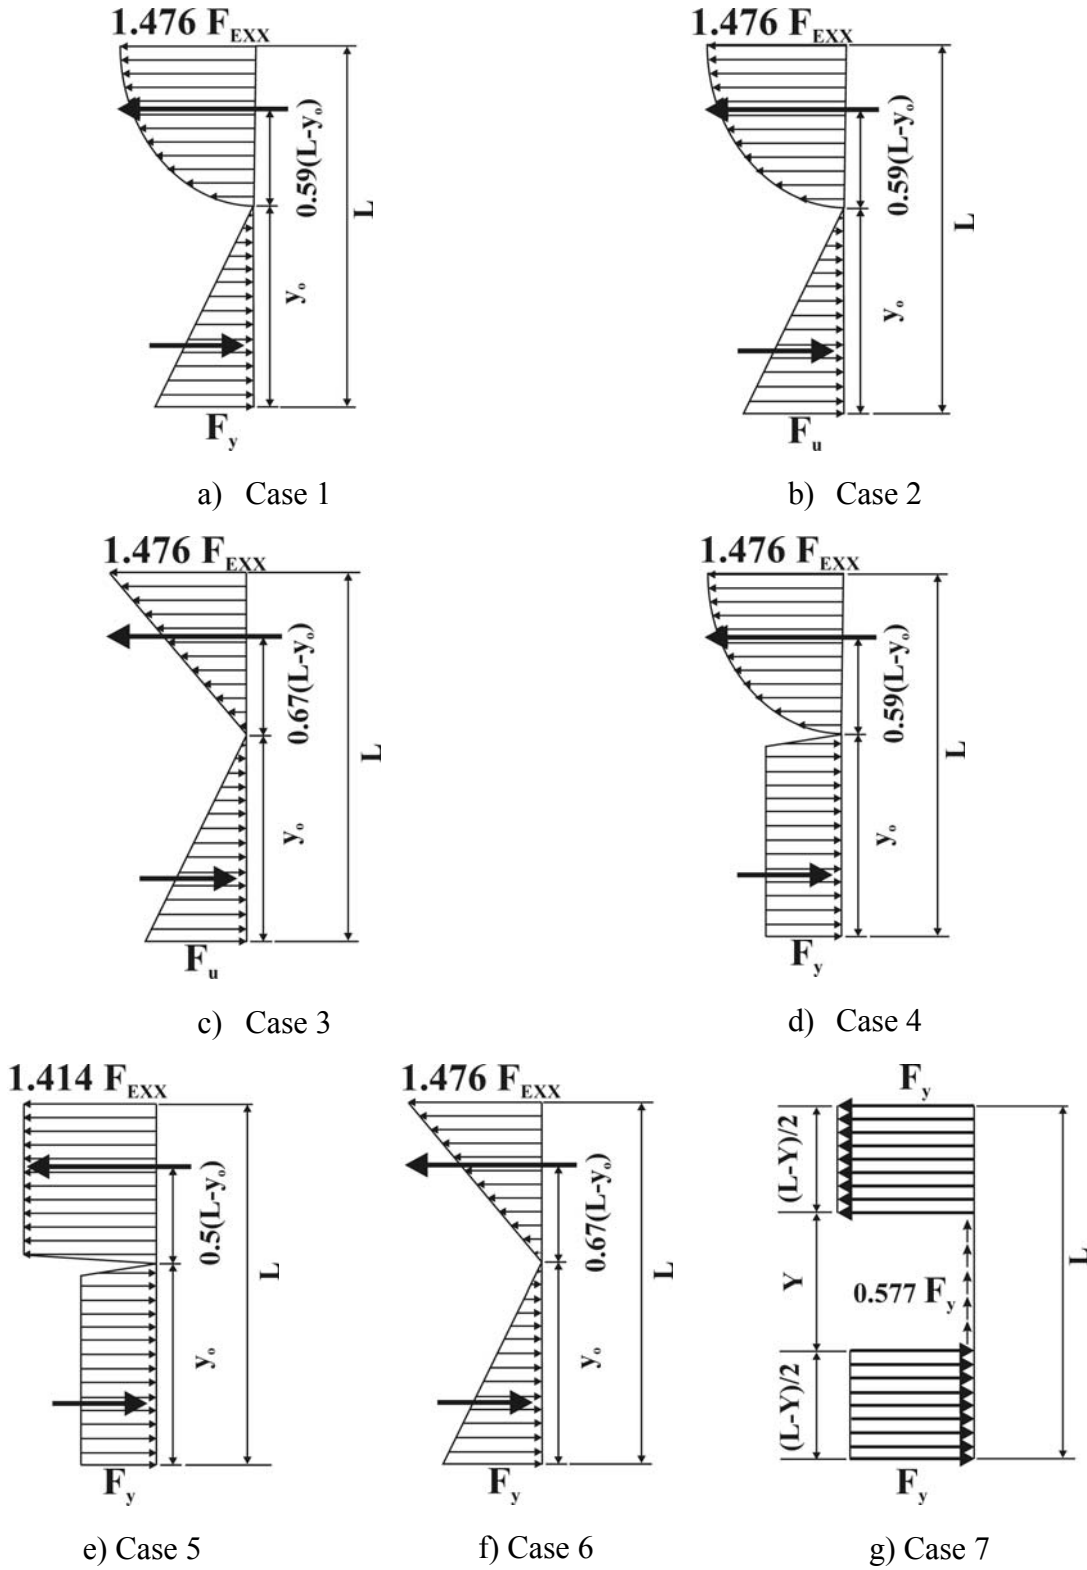 1.476 F_EXX
0.59(L-y_o)
L
y_o
F_y
a) Case 1
1.476 F_EXX
0.59(L-y_o)
L
y_o
F_u
b) Case 2
1.476 F_EXX
0.67(L-y_o)
L
y_o
F_u
c) Case 3
1.476 F_EXX
0.59(L-y_o)
L
y_o
F_y
d) Case 4
1.414 F_EXX
0.5(L-y_o)
L
y_o
F_y
e) Case 5
1.476 F_EXX
0.67(L-y_o)
L
y_o
F_y
f) Case 6
F_y
(L-Y)/2
Y
0.577 F_y
L
(L-Y)/2
F_y
g) Case 7